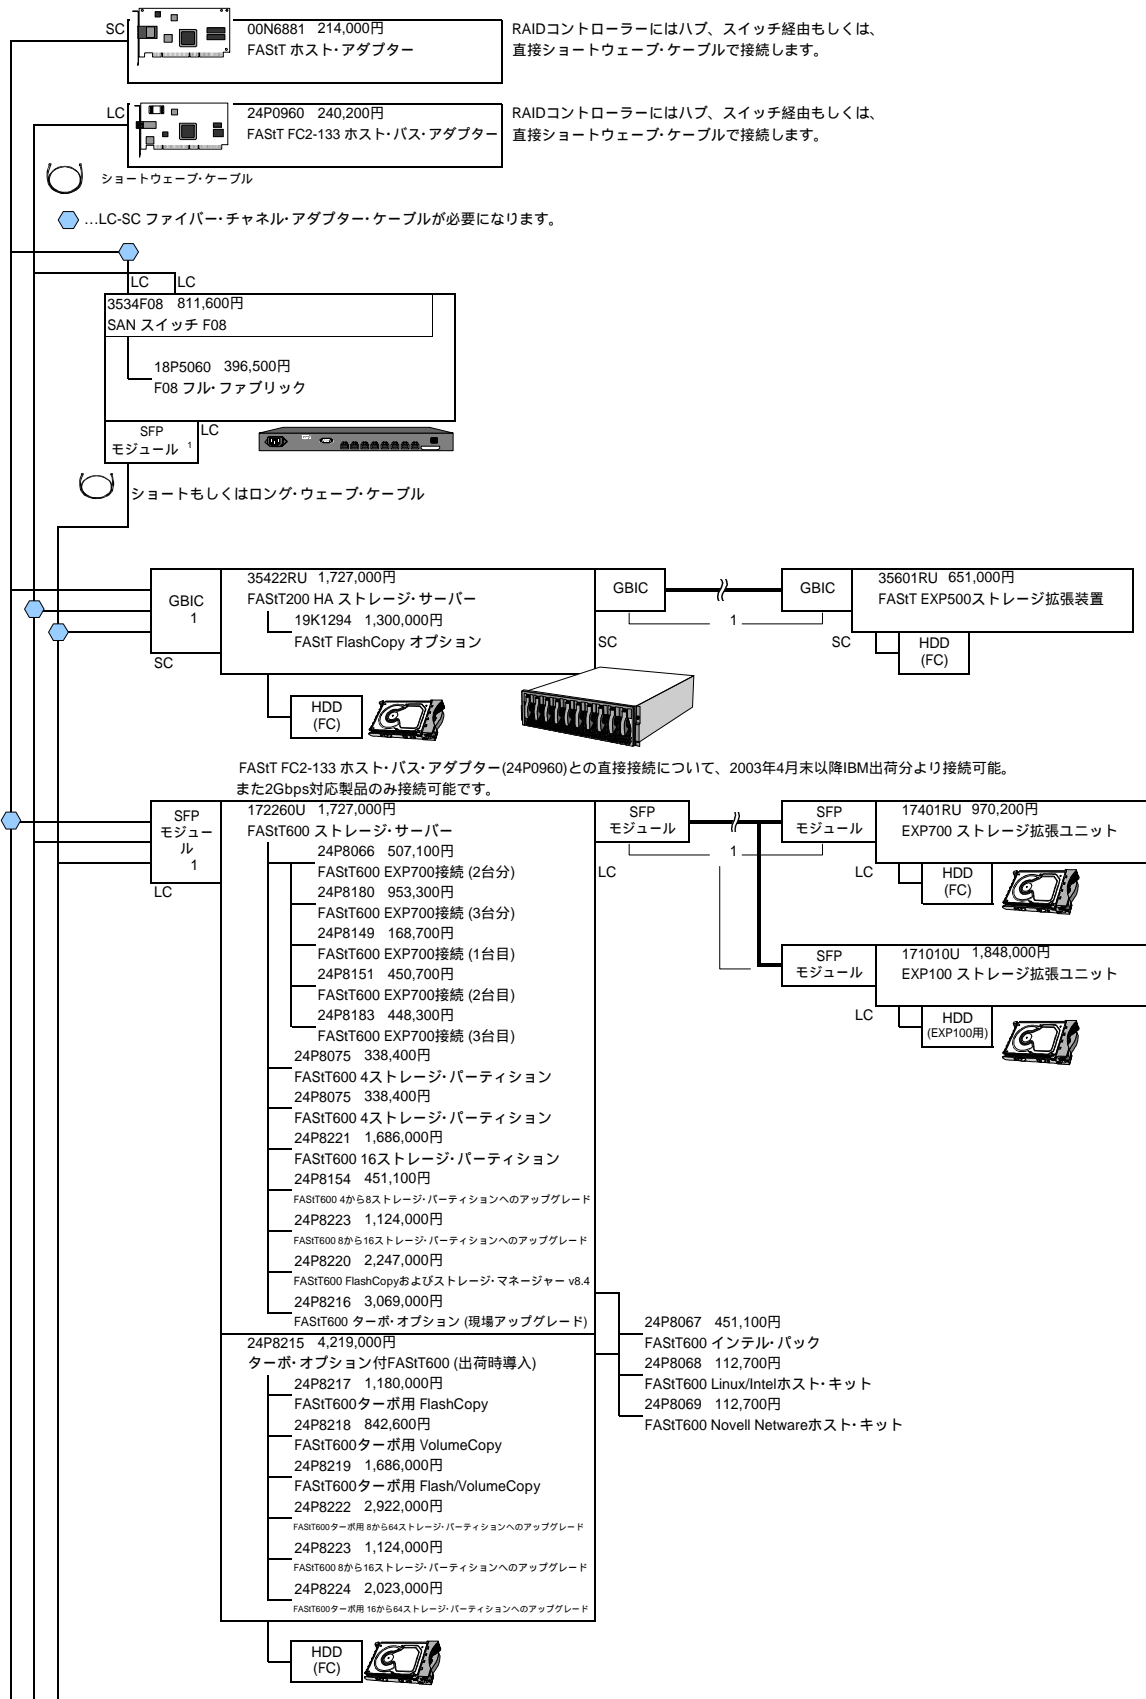 SC
00N6881 214,000円
FAStT ホスト・アダプター
RAIDコントローラーにはハブ、スイッチ経由もしくは、
直接ショートウェーブ・ケーブルで接続します。
LC
24P0960 240,200円
FAStT FC2-133 ホスト・バス・アダプター
RAIDコントローラーにはハブ、スイッチ経由もしくは、
直接ショートウェーブ・ケーブルで接続します。
ショートウェーブ・ケーブル
...LC-SC ファイバー・チャネル・アダプター・ケーブルが必要になります。
LC LC
3534F08 811,600円
SAN スイッチ F08
18P5060 396,500円
F08 フル・ファブリック
SFP
モジュール 1
LC
ショートもしくはロング・ウェーブ・ケーブル
GBIC
1
SC
35422RU 1,727,000円
FAStT200 HA ストレージ・サーバー
19K1294 1,300,000円
FAStT FlashCopy オプション
GBIC
SC
1
GBIC
SC
35601RU 651,000円
FAStT EXP500ストレージ拡張装置
HDD
(FC)
HDD
(FC)
FAStT FC2-133 ホスト・バス・アダプター(24P0960)との直接接続について、2003年4月末以降IBM出荷分より接続可能。
また2Gbps対応製品のみ接続可能です。
SFP
モジュー
ル
1
LC
172260U 1,727,000円
FAStT600 ストレージ・サーバー
24P8066 507,100円
FAStT600 EXP700接続 (2台分)
24P8180 953,300円
FAStT600 EXP700接続 (3台分)
24P8149 168,700円
FAStT600 EXP700接続 (1台目)
24P8151 450,700円
FAStT600 EXP700接続 (2台目)
24P8183 448,300円
FAStT600 EXP700接続 (3台目)
24P8075 338,400円
FAStT600 4ストレージ・パーティション
24P8075 338,400円
FAStT600 4ストレージ・パーティション
24P8221 1,686,000円
FAStT600 16ストレージ・パーティション
24P8154 451,100円
FAStT600 4から8ストレージ・パーティションへのアップグレード
24P8223 1,124,000円
FAStT600 8から16ストレージ・パーティションへのアップグレード
24P8220 2,247,000円
FAStT600 FlashCopyおよびストレージ・マネージャー v8.4
24P8216 3,069,000円
FAStT600 ターボ・オプション (現場アップグレード)
SFP
モジュール
LC
1
SFP
モジュール
LC
17401RU 970,200円
EXP700 ストレージ拡張ユニット
HDD
(FC)
SFP
モジュール
LC
171010U 1,848,000円
EXP100 ストレージ拡張ユニット
HDD
(EXP100用)
24P8067 451,100円
FAStT600 インテル・パック
24P8068 112,700円
FAStT600 Linux/Intelホスト・キット
24P8069 112,700円
FAStT600 Novell Netwareホスト・キット
24P8215 4,219,000円
ターボ・オプション付FAStT600 (出荷時導入)
24P8217 1,180,000円
FAStT600ターボ用 FlashCopy
24P8218 842,600円
FAStT600ターボ用 VolumeCopy
24P8219 1,686,000円
FAStT600ターボ用 Flash/VolumeCopy
24P8222 2,922,000円
FAStT600ターボ用 8から64ストレージ・パーティションへのアップグレード
24P8223 1,124,000円
FAStT600 8から16ストレージ・パーティションへのアップグレード
24P8224 2,023,000円
FAStT600ターボ用 16から64ストレージ・パーティションへのアップグレード
HDD
(FC)